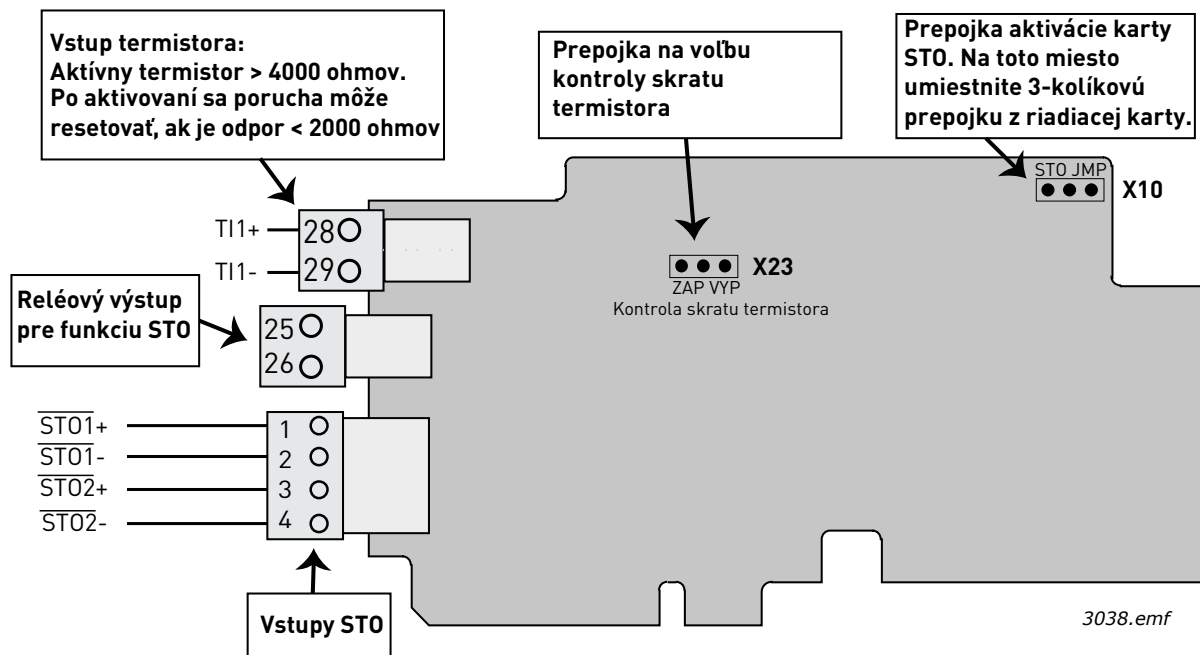 Vstup termistora:
Aktívny termistor > 4000 ohmov.
Po aktivovaní sa porucha môže
resetovať, ak je odpor < 2000 ohmov
Prepojka na voľbu
kontroly skratu
termistora
Prepojka aktivácie karty
STO. Na toto miesto
umiestnite 3-kolíkovú
prepojku z riadiacej karty.
STO JMP
X10
TI1+
28
TI1-
29
X23
ZAP VYP
Kontrola skratu termistora
Reléový výstup
pre funkciu STO
25
26
STO1+
1
STO1-
2
STO2+
3
STO2-
4
Vstupy STO
3038.emf